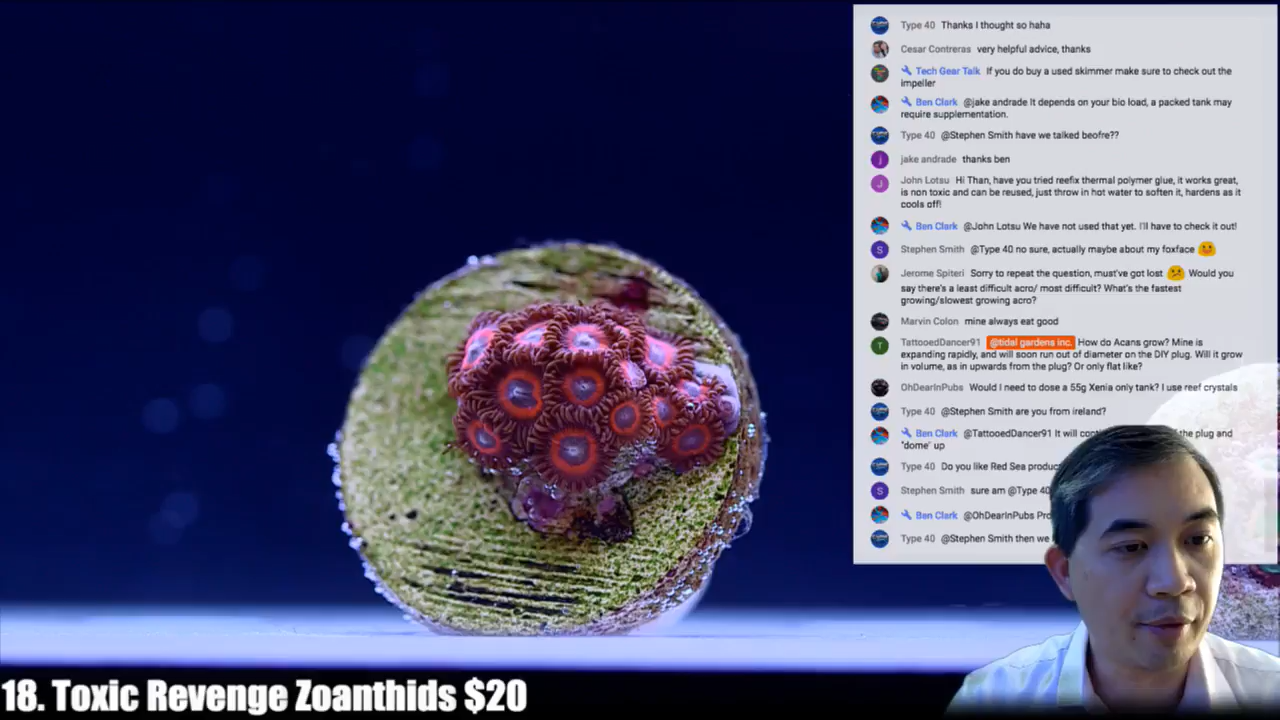 Type 40 Thanks I thought so haha
Cesar Contreras very helpful advice, thanks
Tech Gear Talk If you do buy a used skimmer make sure to check out the
impeller
Ben Clark @jake andrade It depends on your bio load, a packed tank may
require supplementation.
Type 40 @Stephen Smith have we talked beofre??
j
jake andrade thanks ben
J
John Lotsu Hi Than, have you tried reefix thermal polymer glue, it works great,
is non toxic and can be reused, just throw in hot water to soften it, hardens as it
cools off!
Ben Clark @John Lotsu We have not used that yet. I'll have to check it out!
S
Stephen Smith @Type 40 no sure, actually maybe about my foxface
Jerome Spiteri Sorry to repeat the question, must've got lost Would you
say there's a least difficult acro/ most difficult? What's the fastest
growing/slowest growing acro?
Marvin Colon mine always eat good
T
TattooedDancer91 @tidal gardens inc. How do Acans grow? Mine is
expanding rapidly, and will soon run out of diameter on the DIY plug. Will it grow
in volume, as in upwards from the plug? Or only flat like?
OhDearInPubs Would I need to dose a 55g Xenia only tank? I use reef crystals
Type 40 @Stephen Smith are you from ireland?
Ben Clark @TattooedDancer91 It will the plug and
"dome" up
Type 40 Do you like Red Sea
S
Stephen Smith sure am @Type 40
Ben Clark @OhDearInPubs
Type 40 @Stephen Smith then we
18. Toxic Revenge Zoanthids $20